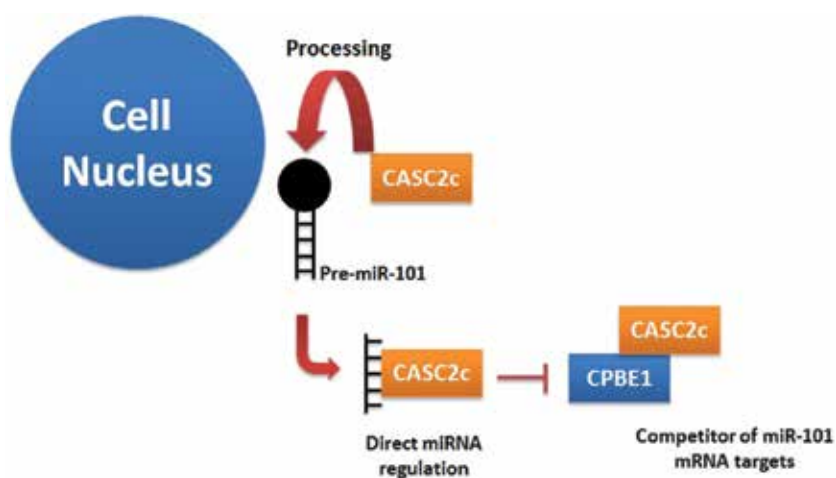 Processing
Cell
Nucleus
CASC2c
Pre-miR-101
CASC2c
CASC2c
CPBE1
Direct miRNA
regulation
Competitor of miR-101
mRNA targets